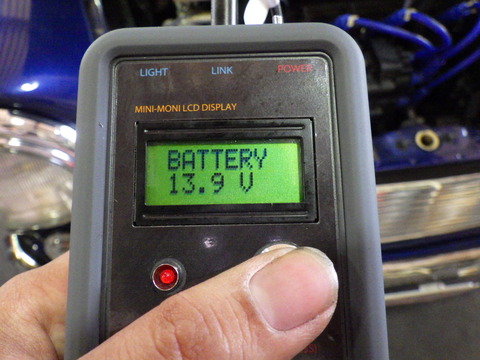 LIGHT LINK POWER
MINI-MONI LCD DISPLAY
BATTERY
13.9 V